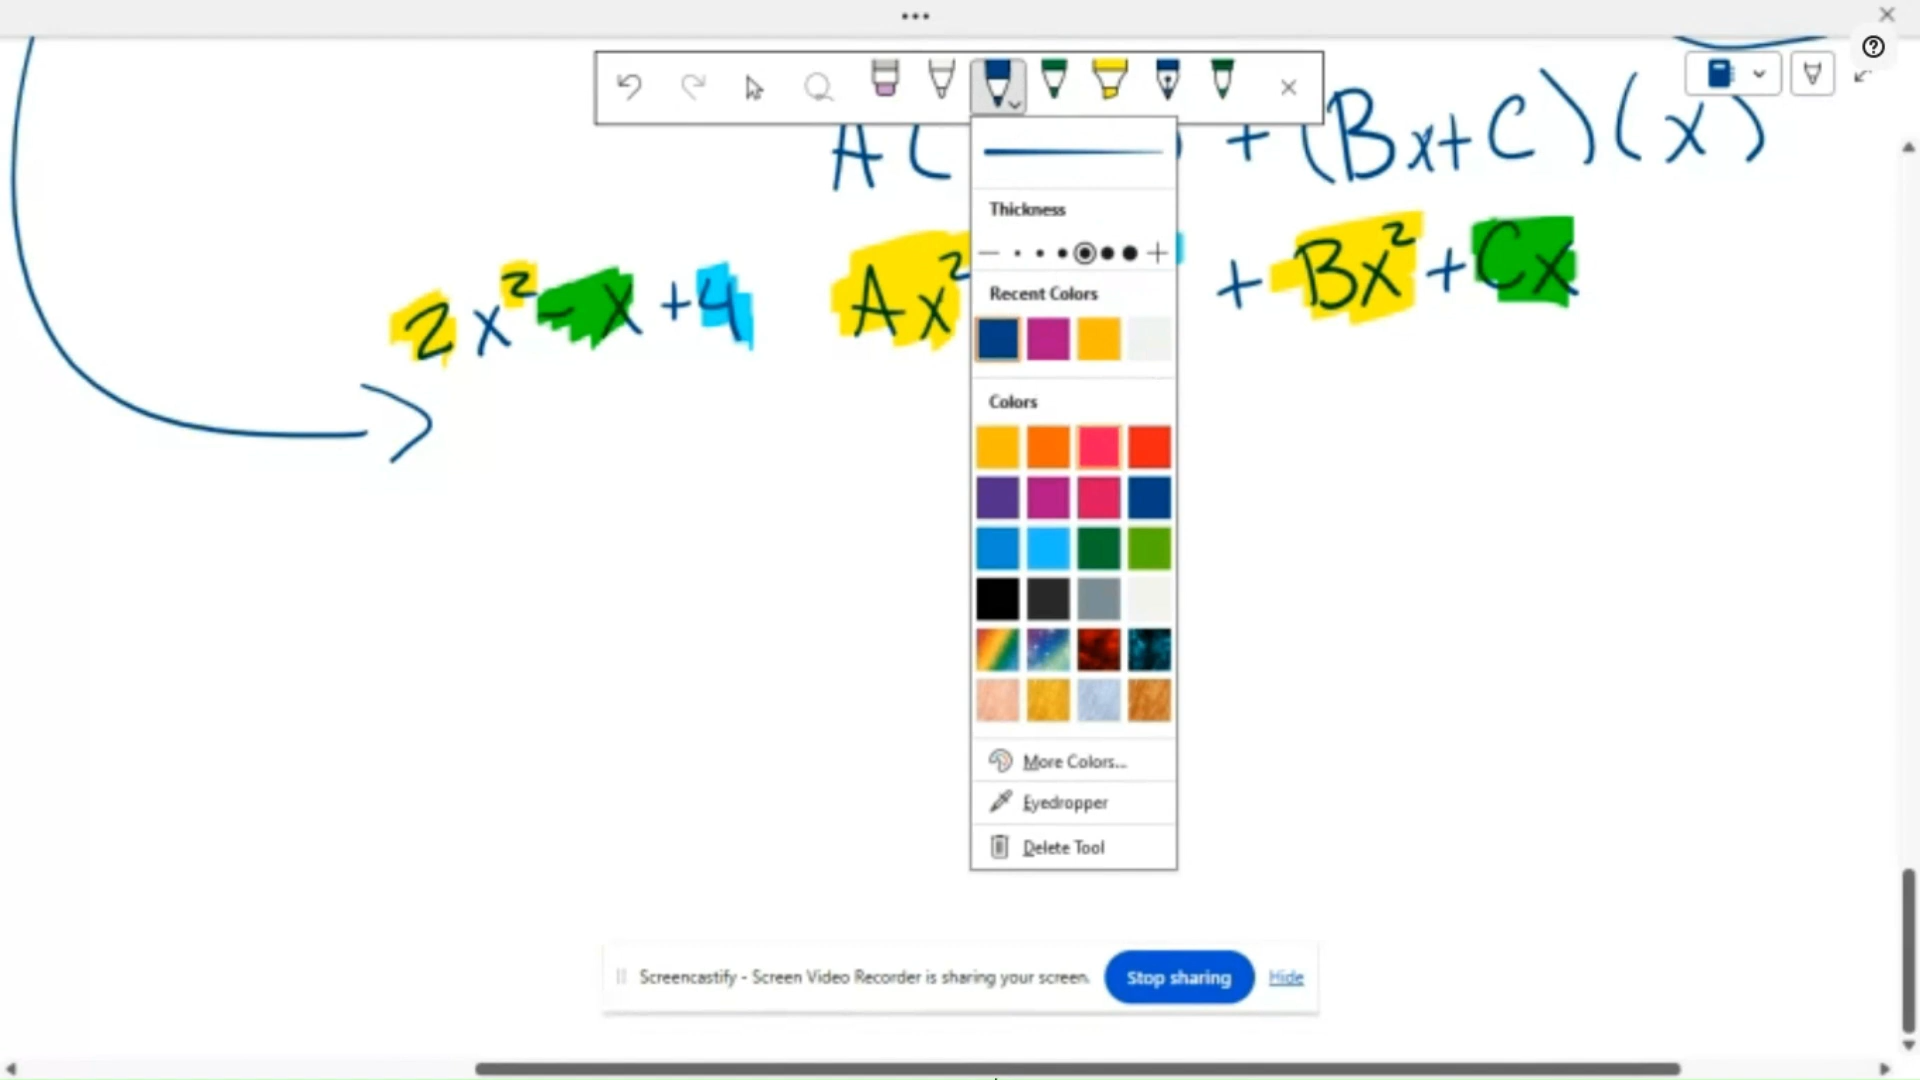 A( + (Bx+C)(x)
2x²-x+4 Ax² + Bx² + Cx
Thickness
Recent Colors
Colors
More Colors...
Eyedropper
Delete Tool
Screencastify - Screen Video Recorder is sharing your screen. Stop sharing Hide